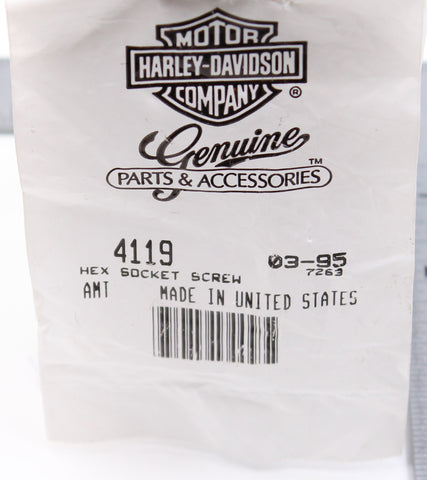 MOTOR
HARLEY-DAVIDSON
COMPANY ®
Genuine
PARTS & ACCESSORIES ™
4119 03-95
HEX SOCKET SCREW 7263
AMT MADE IN UNITED STATES